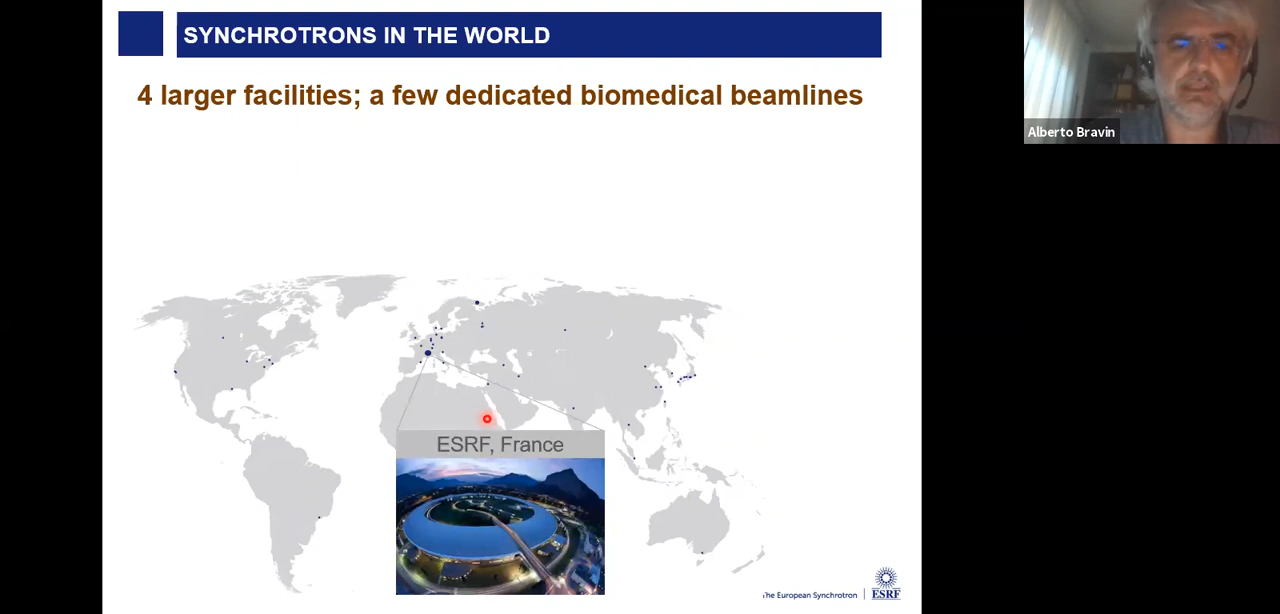 SYNCHROTRONS IN THE WORLD
4 larger facilities; a few dedicated biomedical beamlines
Alberto Bravin
ESRF, France
The European Synchrotron
ESRF